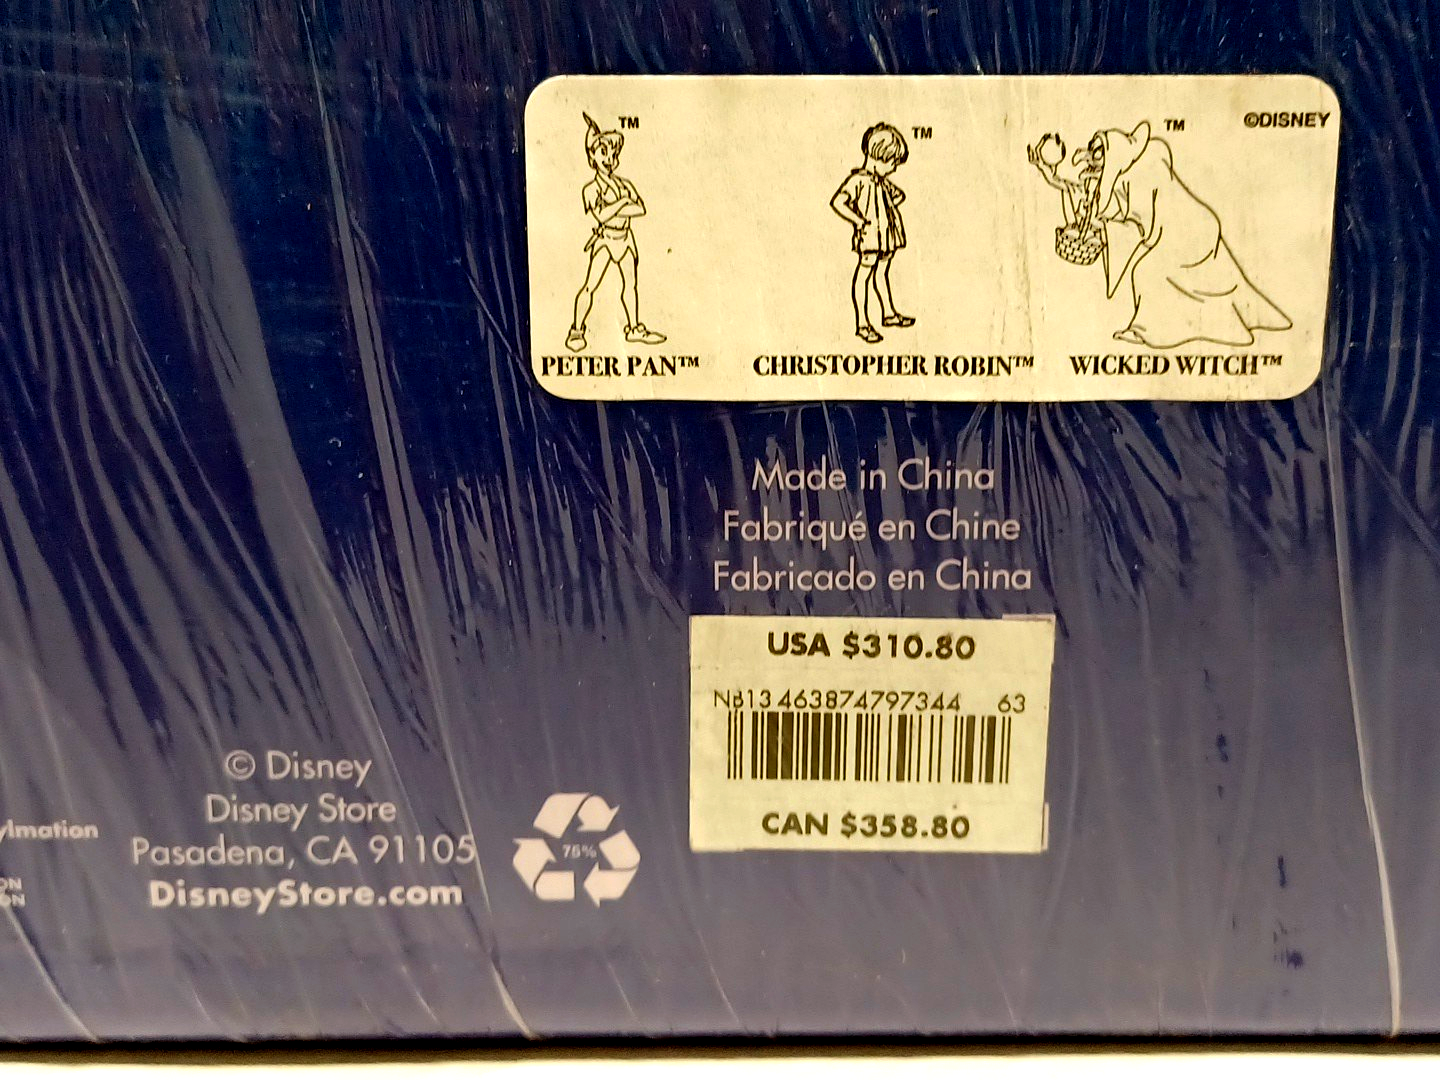 ©DISNEY
TM
TM
TM
PETER PAN™
CHRISTOPHER ROBIN™
WICKED WITCH™
Made in China
Fabriqué en Chine
Fabricado en China
USA $310.80
NB13 463874797344 63
CAN $358.80
© Disney
Disney Store
Pasadena, CA 91105
DisneyStore.com
75%